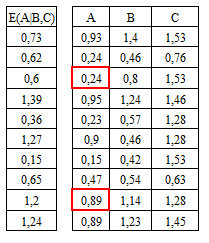 E(A|B,C) A B C
0,73 0,93 1,4 1,53
0,62 0,24 0,46 0,76
0,6 0,24 0,8 1,53
1,39 0,95 1,24 1,46
0,36 0,23 0,57 1,28
1,27 0,9 0,46 1,28
0,15 0,15 0,42 1,53
0,65 0,47 0,54 0,63
1,2 0,89 1,14 1,28
1,24 0,89 1,23 1,45